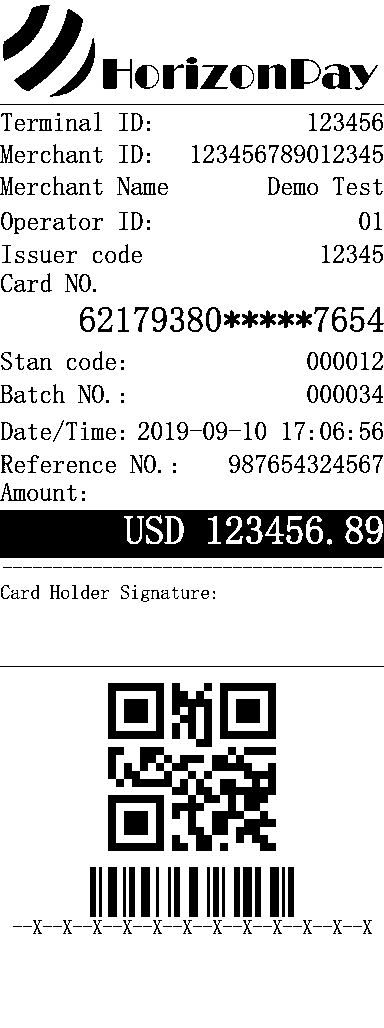 HorizonPay
Terminal ID: 123456
Merchant ID: 123456789012345
Merchant Name Demo Test
Operator ID: 01
Issuer code 12345
Card NO.
62179380*****7654
Stan code: 000012
Batch NO.: 000034
Date/Time: 2019-09-10 17:06:56
Reference NO.: 987654324567
Amount:
USD 123456.89
--------------------------------------
Card Holder Signature:
--X--X--X--X--X--X--X--X--X--X--X--X